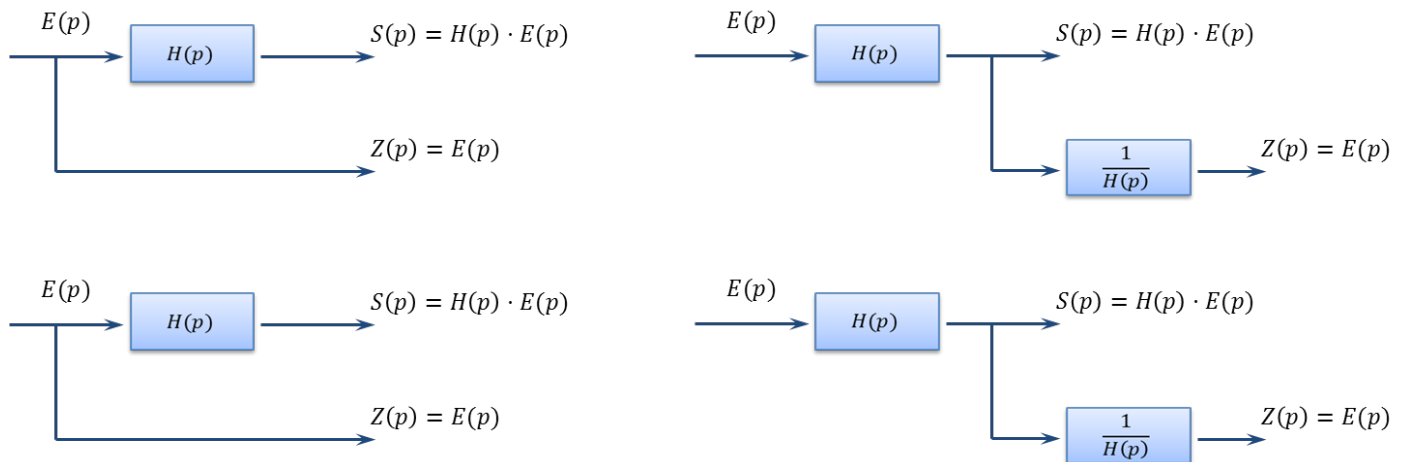 E(p)
H(p)
S(p) = H(p) · E(p)
Z(p) = E(p)
E(p)
H(p)
S(p) = H(p) · E(p)
1
H(p)
Z(p) = E(p)
E(p)
H(p)
S(p) = H(p) · E(p)
Z(p) = E(p)
E(p)
H(p)
S(p) = H(p) · E(p)
1
H(p)
Z(p) = E(p)